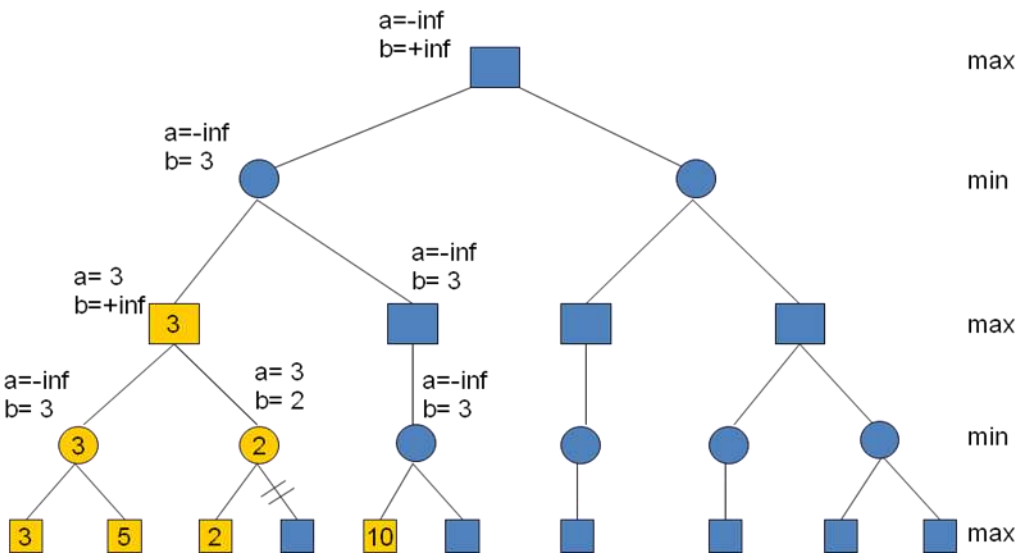 a=-inf
b=+inf
max
a=-inf
b= 3
min
a=-inf
b= 3
a= 3
b=+inf
3
max
a=-inf
b= 3
a= 3
b= 2
a=-inf
b= 3
3
2
min
3
5
2
10
max